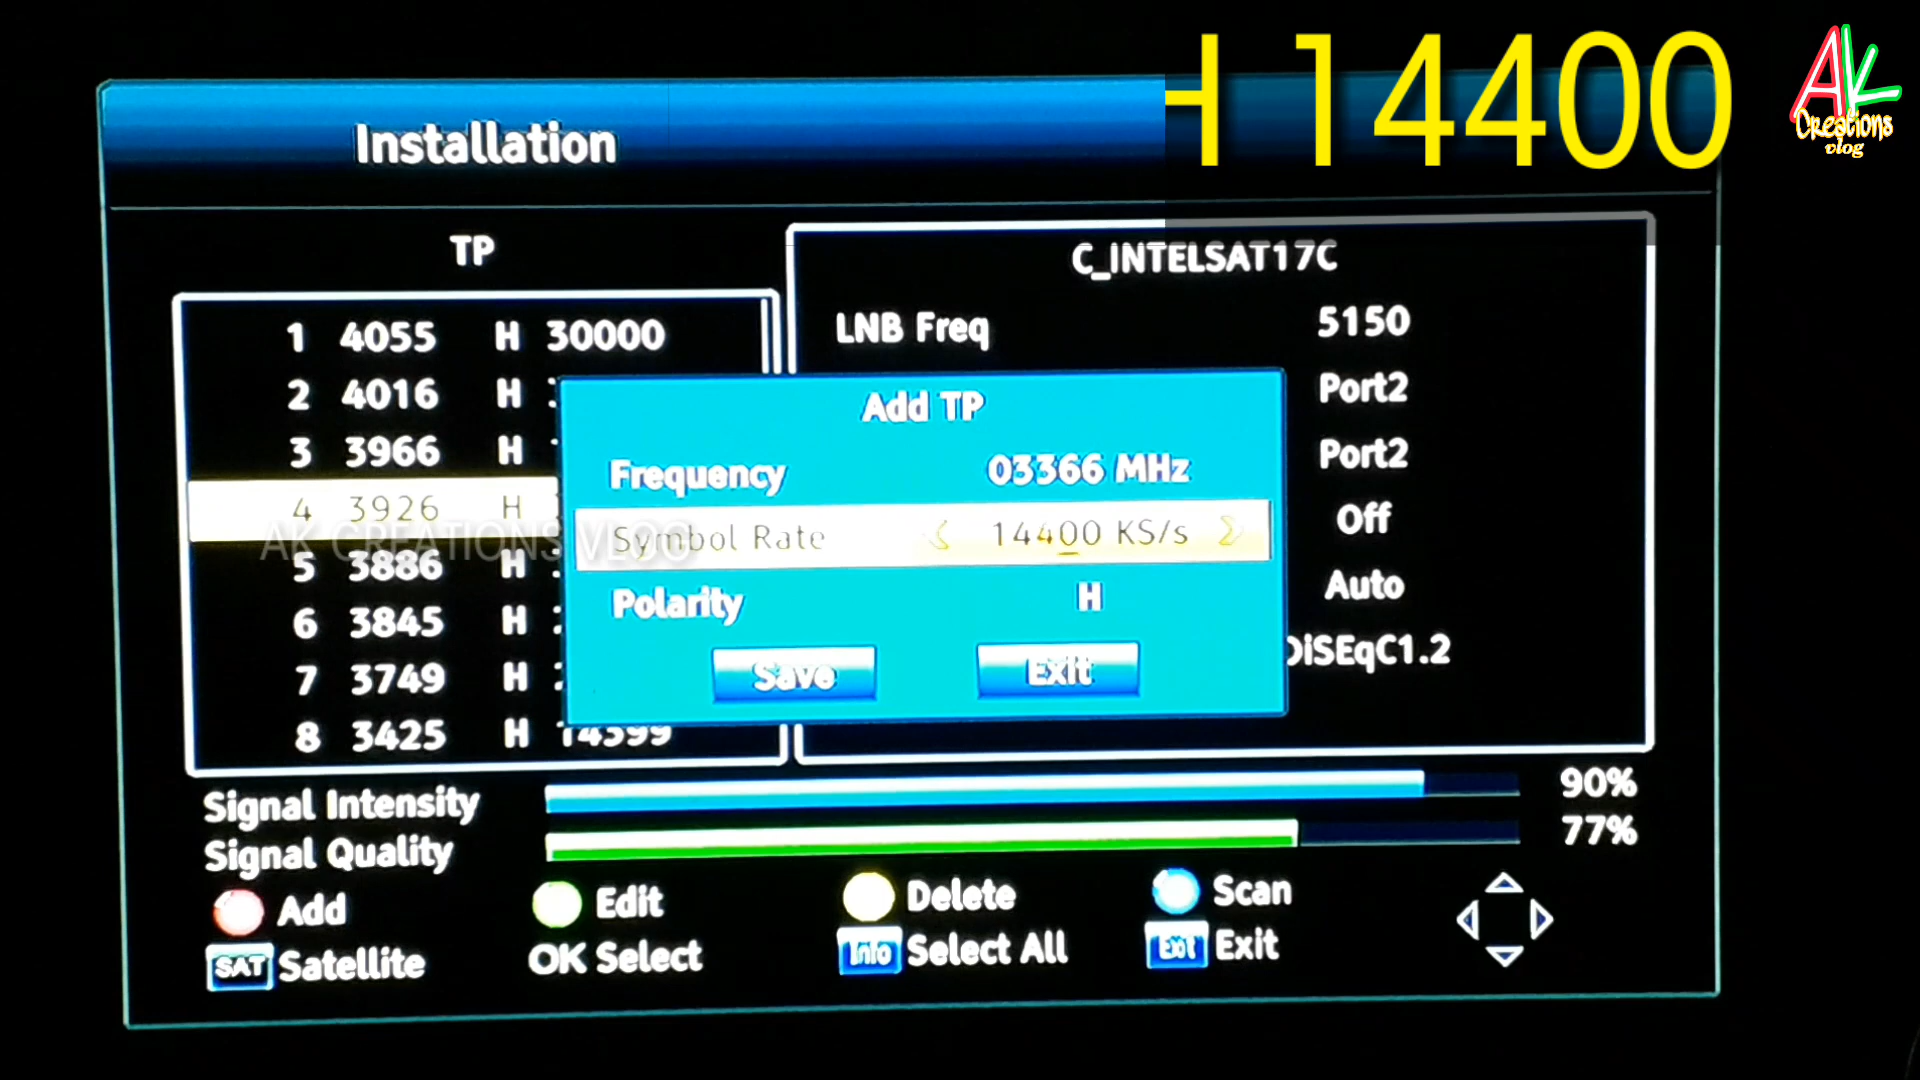 H 14400
AK
Creations
vlog
Installation
TP
C_INTELSAT17C
1 4055 H 30000
2 4016 H
3 3966 H
4 3926 H
5 3886 H
6 3845 H
7 3749 H
8 3425 H 14399
LNB Freq 5150
Port2
Port2
Off
Auto
DiSEqC1.2
Add TP
Frequency 03366 MHz
Symbol Rate 14400 KS/s
Polarity H
Save Exit
AK CREATIONS VLOG
Signal Intensity 90%
Signal Quality 77%
Add Edit Delete Scan
SAT Satellite OK Select Info Select All Exit Exit